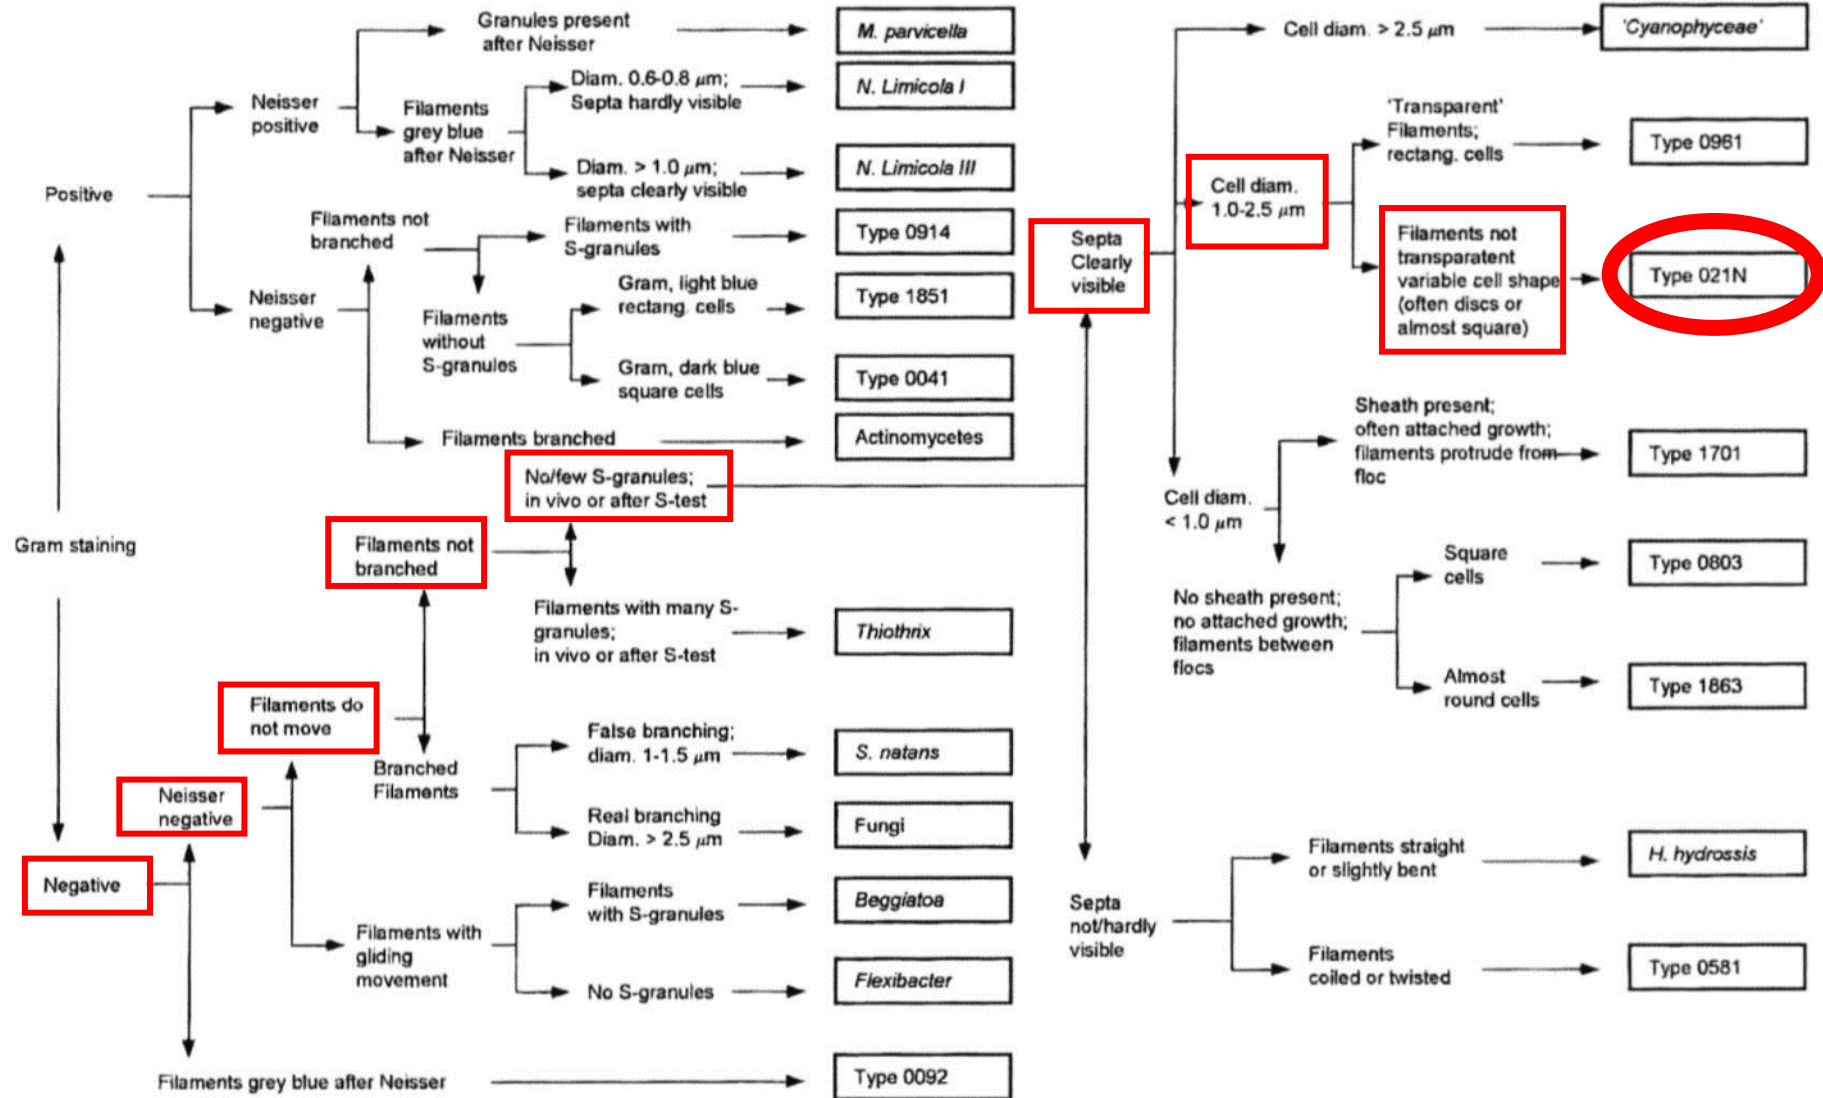 Granules present
after Neisser
M. parvicella
Diam. 0.6-0.8 μm;
Septa hardly visible
N. Limicola I
Neisser
positive
Filaments
grey blue
after Neisser
Diam. > 1.0 μm;
septa clearly visible
N. Limicola III
Positive
Filaments not
branched
Filaments with
S-granules
Type 0914
Neisser
negative
Gram, light blue
rectang. cells
Type 1851
Filaments
without
S-granules
Gram, dark blue
square cells
Type 0041
Filaments branched
Actinomycetes
No/few S-granules;
in vivo or after S-test
Gram staining
Filaments not
branched
Filaments with many S-
granules;
in vivo or after S-test
Thiothrix
Filaments do
not move
False branching;
diam. 1-1.5 μm
S. natans
Branched
Filaments
Neisser
negative
Real branching
Diam. > 2.5 μm
Fungi
Negative
Filaments
with S-granules
Beggiatoa
Filaments with
gliding
movement
No S-granules
Flexibacter
Filaments grey blue after Neisser
Type 0092
Cell diam. > 2.5 μm
'Cyanophyceae'
'Transparent'
Filaments;
rectang. cells
Type 0961
Cell diam.
1.0-2.5 μm
Septa
Clearly
visible
Filaments not
transparatent
variable cell shape
(often discs or
almost square)
Type 021N
Sheath present;
often attached growth;
filaments protrude from
floc
Type 1701
Cell diam.
< 1.0 μm
Square
cells
Type 0803
No sheath present;
no attached growth;
filaments between
flocs
Almost
round cells
Type 1863
Filaments straight
or slightly bent
H. hydrossis
Septa
not/hardly
visible
Filaments
coiled or twisted
Type 0581